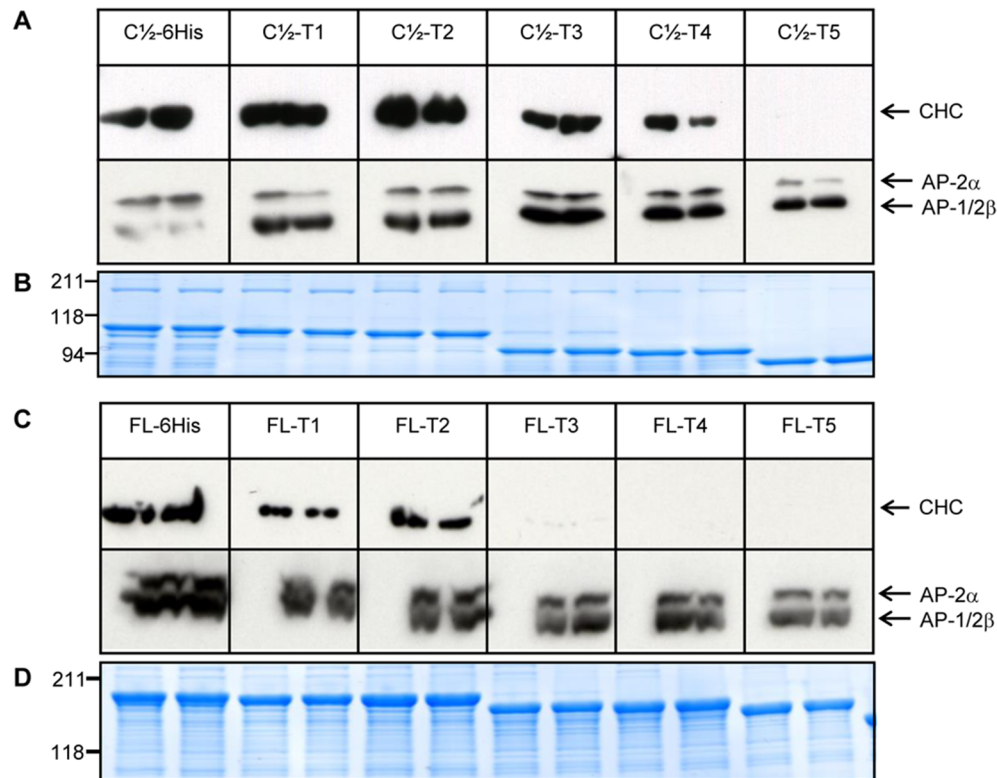 A
C½-6His C½-T1 C½-T2 C½-T3 C½-T4 C½-T5
← CHC
← AP-2α
← AP-1/2β
B
211
118
94
C
FL-6His FL-T1 FL-T2 FL-T3 FL-T4 FL-T5
← CHC
← AP-2α
← AP-1/2β
D
211
118